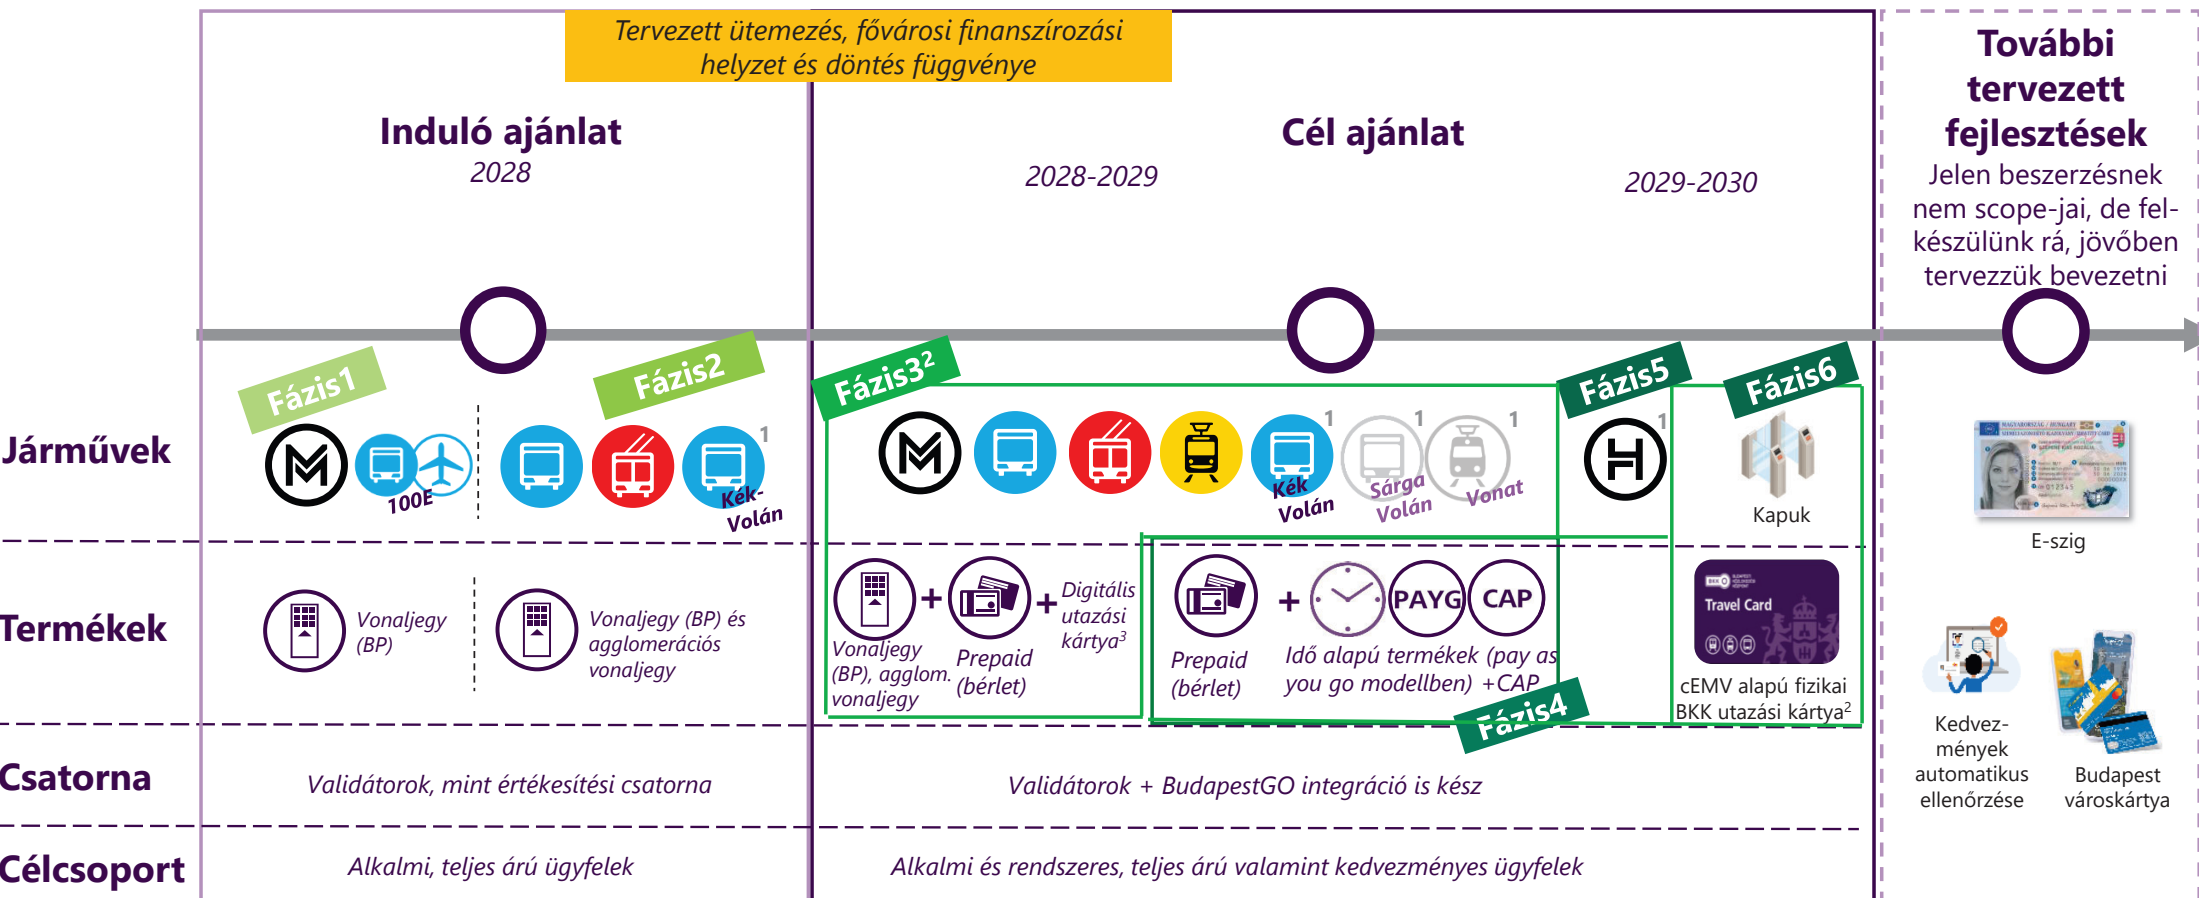 Tervezett ütemezés, fővárosi finanszírozási
helyzet és döntés függvénye
Induló ajánlat
2028
Cél ajánlat
2028-2029
2029-2030
További
tervezett
fejlesztések
Jelen beszerzésnek
nem scope-jai, de fel-
készülünk rá, jövőben
tervezzük bevezetni
Fázis1
Fázis2
Fázis3²
Fázis5
Fázis6
Járművek
100E
1
Kék-
Volán
1
Kék
Volán
1
Sárga
Volán
1
Vonat
H
1
Kapuk
MAGYARORSZÁG / HUNGARY
E-szig
Termékek
Vonaljegy
(BP)
Vonaljegy (BP) és
agglomerációs
vonaljegy
+
+
Vonaljegy
(BP), agglom.
vonaljegy
Prepaid
(bérlet)
Digitális
utazási
kártya³
+
PAYG
CAP
Prepaid
(bérlet)
Idő alapú termékek (pay as
you go modellben) +CAP
Fázis4
BKK
Travel Card
cEMV alapú fizikai
BKK utazási kártya²
Kedvez-
mények
automatikus
ellenőrzése
Budapest
városkártya
Csatorna
Validátorok, mint értékesítési csatorna
Validátorok + BudapestGO integráció is kész
Célcsoport
Alkalmi, teljes árú ügyfelek
Alkalmi és rendszeres, teljes árú valamint kedvezményes ügyfelek